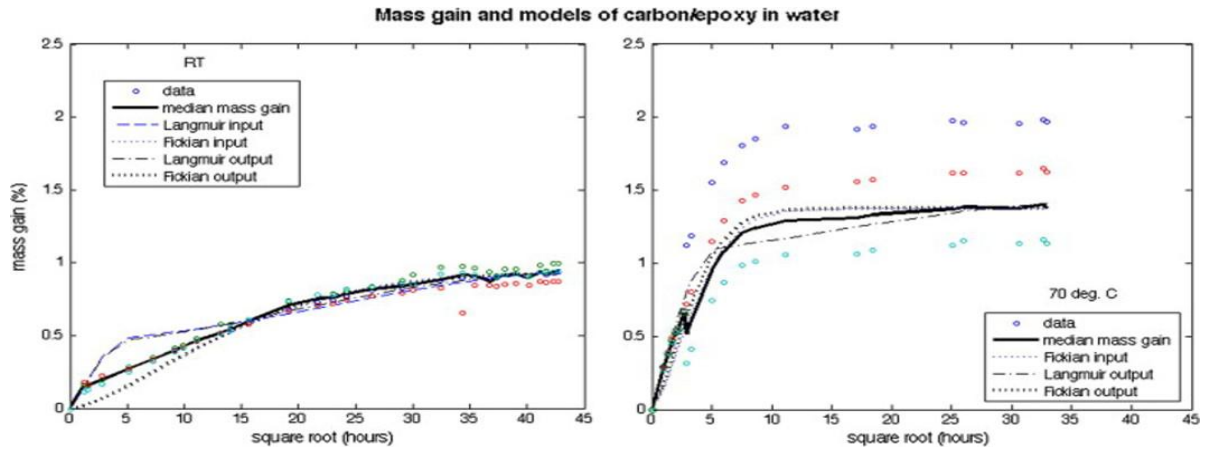 Mass gain and models of carbon/epoxy in water
2.5
2
1.5
1
0.5
0
mass gain (%)
RT
data
median mass gain
Langmuir input
Fickian input
Langmuir output
Fickian output
0 5 10 15 20 25 30 35 40 45
square root (hours)
2.5
2
1.5
1
0.5
0
70 deg. C
data
median mass gain
Fickian input
Langmuir output
Fickian output
0 5 10 15 20 25 30 35 40 45
square root (hours)